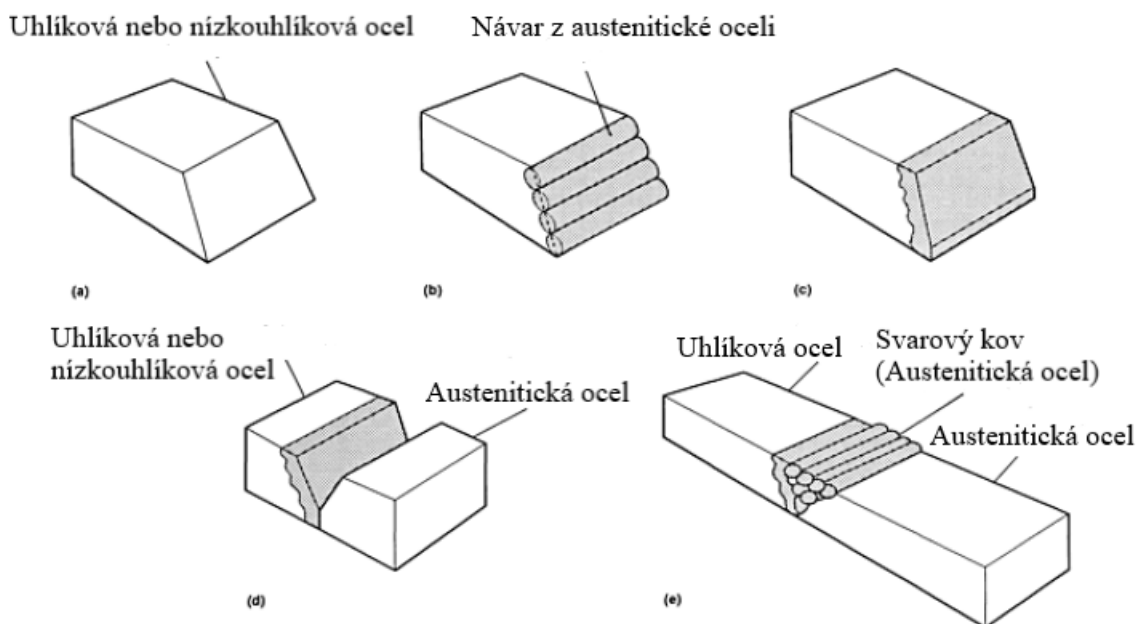 Uhlíková nebo nízkouhlíková ocel
Návar z austenitické oceli
(a)
(b)
(c)
Uhlíková nebo
nízkouhlíková ocel
Austenitická ocel
Uhlíková ocel
Svarový kov
(Austenitická ocel)
Austenitická ocel
(d)
(e)